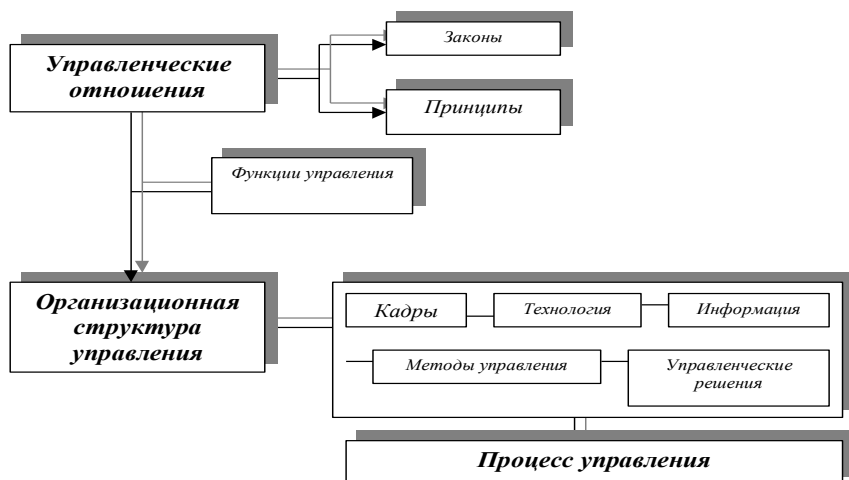 Законы
Управленческие
отношения
Принципы
Функции управления
Организационная
структура
управления
Кадры
Технология
Информация
Методы управления
Управленческие
решения
Процесс управления